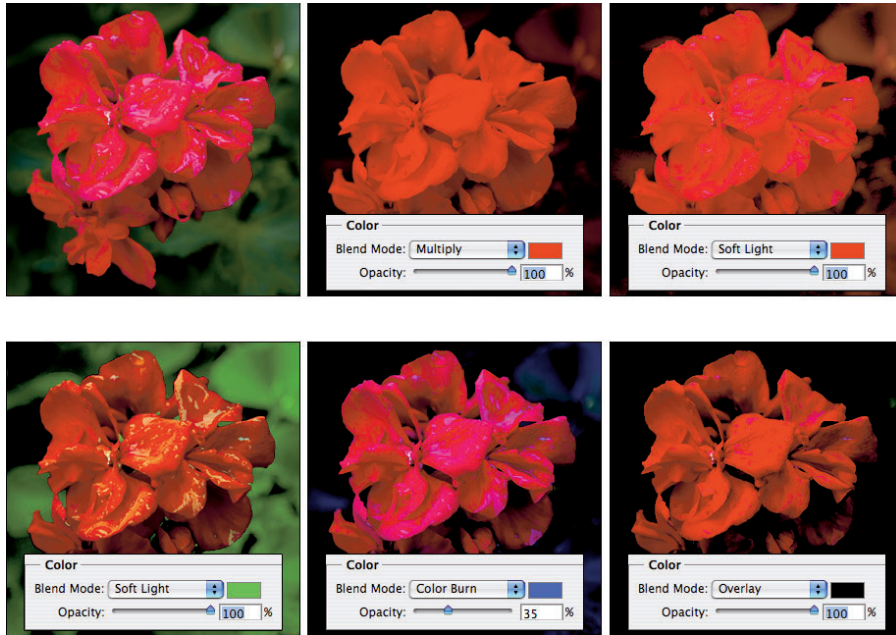 Color
Blend Mode: Multiply
Opacity: 100 %
Color
Blend Mode: Soft Light
Opacity: 100 %
Color
Blend Mode: Soft Light
Opacity: 100 %
Color
Blend Mode: Color Burn
Opacity: 35 %
Color
Blend Mode: Overlay
Opacity: 100 %